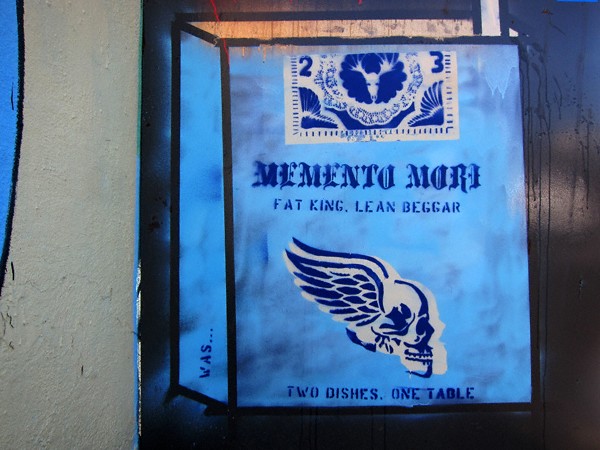 2 3
MEMENTO MORI
FAT KING, LEAN BEGGAR
WAS...
TWO DISHES, ONE TABLE